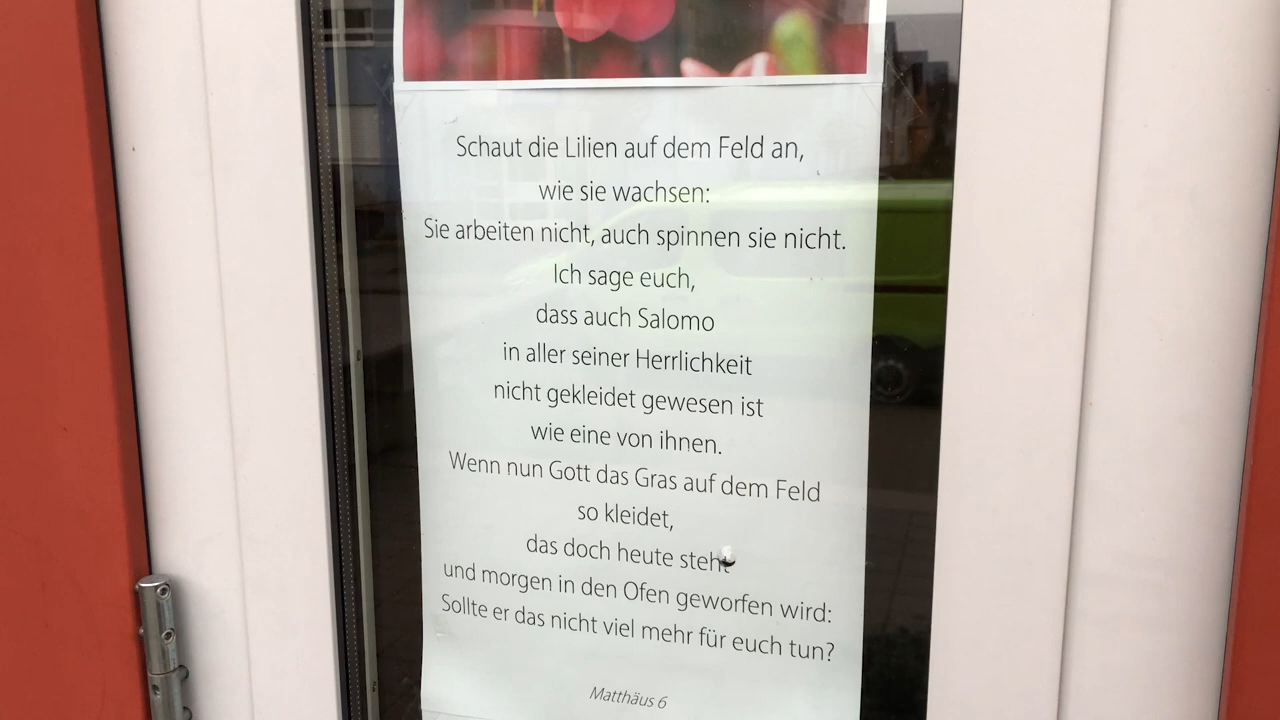 Schaut die Lilien auf dem Feld an,
wie sie wachsen:
Sie arbeiten nicht, auch spinnen sie nicht.
Ich sage euch,
dass auch Salomo
in aller seiner Herrlichkeit
nicht gekleidet gewesen ist
wie eine von ihnen.
Wenn nun Gott das Gras auf dem Feld
so kleidet,
das doch heute steht
und morgen in den Ofen geworfen wird:
Sollte er das nicht viel mehr für euch tun?
Matthäus 6